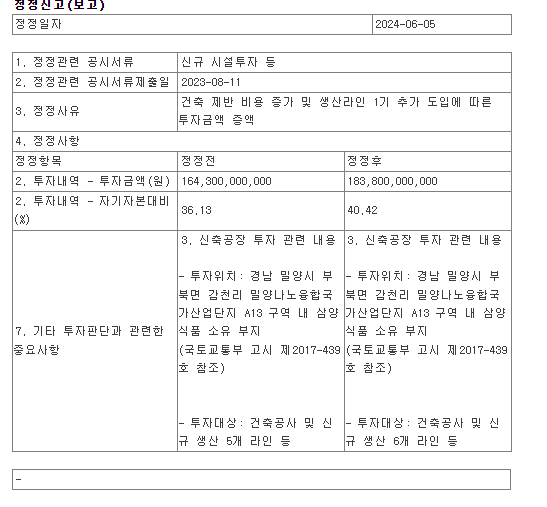 정정신고(보고)
정정일자 2024-06-05
1. 정정관련 공시서류 신규 시설투자 등
2. 정정관련 공시서류제출일 2023-08-11
3. 정정사유 건축 제반 비용 증가 및 생산라인 1기 추가 도입에 따른
투자금액 증액
4. 정정사항
정정항목 정정전 정정후
2. 투자내역 - 투자금액(원) 164,300,000,000 183,800,000,000
2. 투자내역 - 자기자본대비
(%) 36.13 40.42
7. 기타 투자판단과 관련한
중요사항
3. 신축공장 투자 관련 내용
- 투자위치: 경남 밀양시 부
북면 감천리 밀양나노융합국
가산업단지 A13 구역 내 삼양
식품 소유 부지
(국토교통부 고시 제2017-439
호 참조)
- 투자대상: 건축공사 및 신
규 생산 5개 라인 등
3. 신축공장 투자 관련 내용
- 투자위치: 경남 밀양시 부
북면 감천리 밀양나노융합국
가산업단지 A13 구역 내 삼양
식품 소유 부지
(국토교통부 고시 제2017-439
호 참조)
- 투자대상: 건축공사 및 신
규 생산 6개 라인 등
-